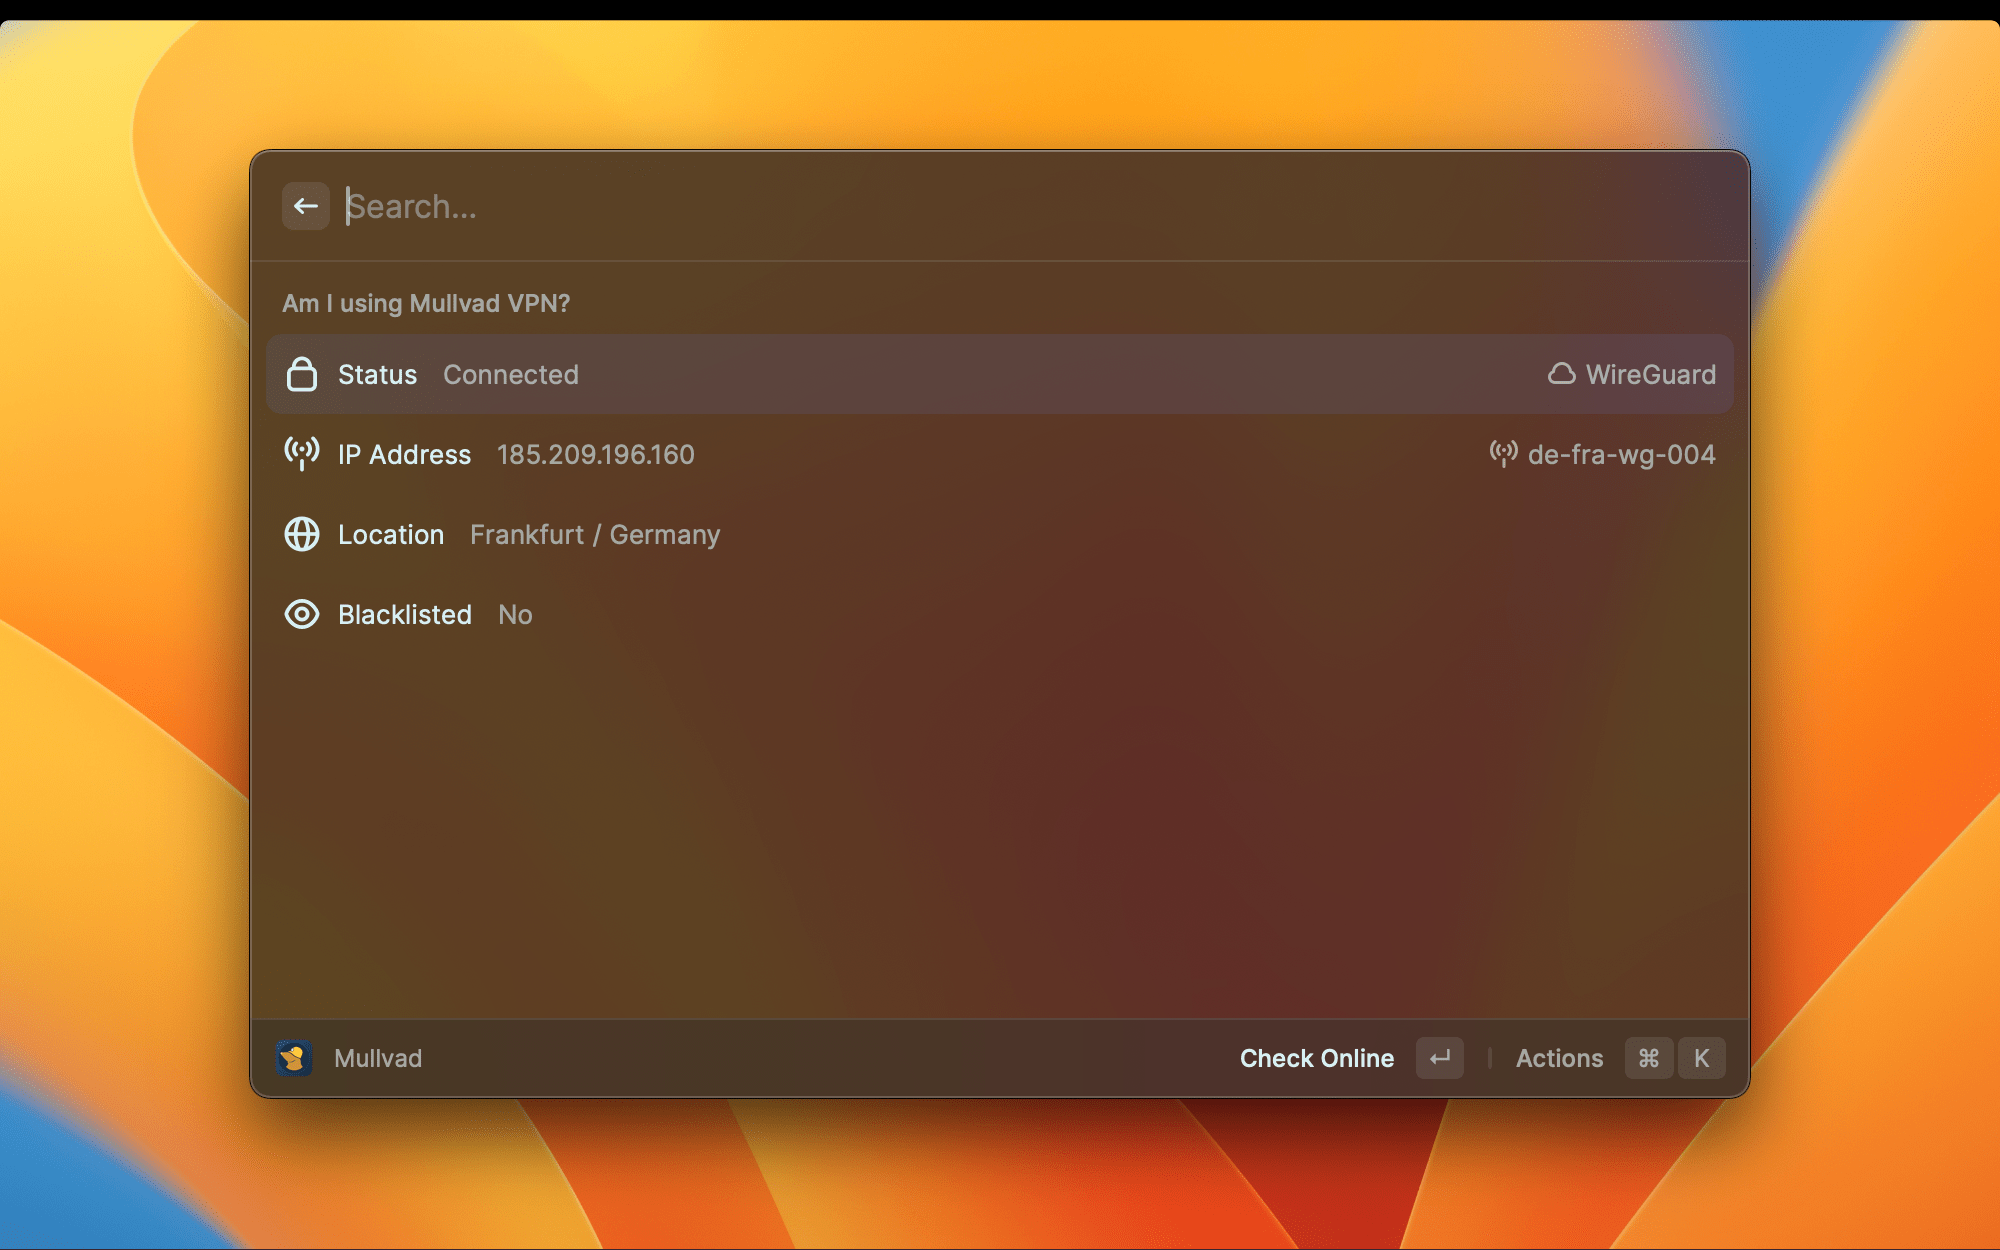 Search...
Am I using Mullvad VPN?
Status Connected WireGuard
IP Address 185.209.196.160 de-fra-wg-004
Location Frankfurt / Germany
Blacklisted No
Mullvad Check Online ↵ Actions ⌘ K